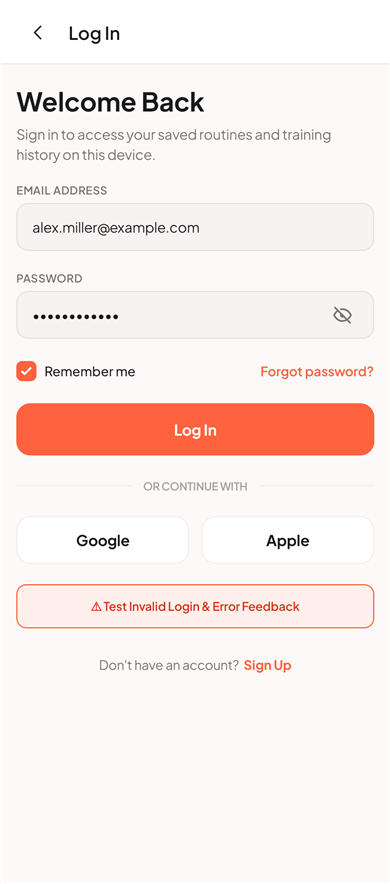 Log In
Welcome Back
Sign in to access your saved routines and training
history on this device.
EMAIL ADDRESS
alex.miller@example.com
PASSWORD
••••••••••••
Remember me
Forgot password?
Log In
OR CONTINUE WITH
Google
Apple
⚠ Test Invalid Login & Error Feedback
Don't have an account? Sign Up